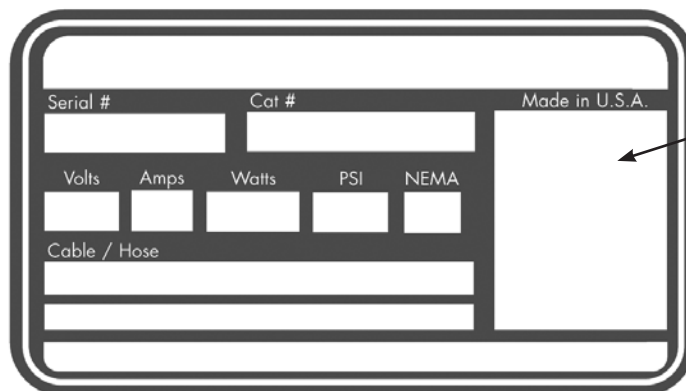 Serial # Cat # Made in U.S.A.
Volts Amps Watts PSI NEMA
Cable / Hose